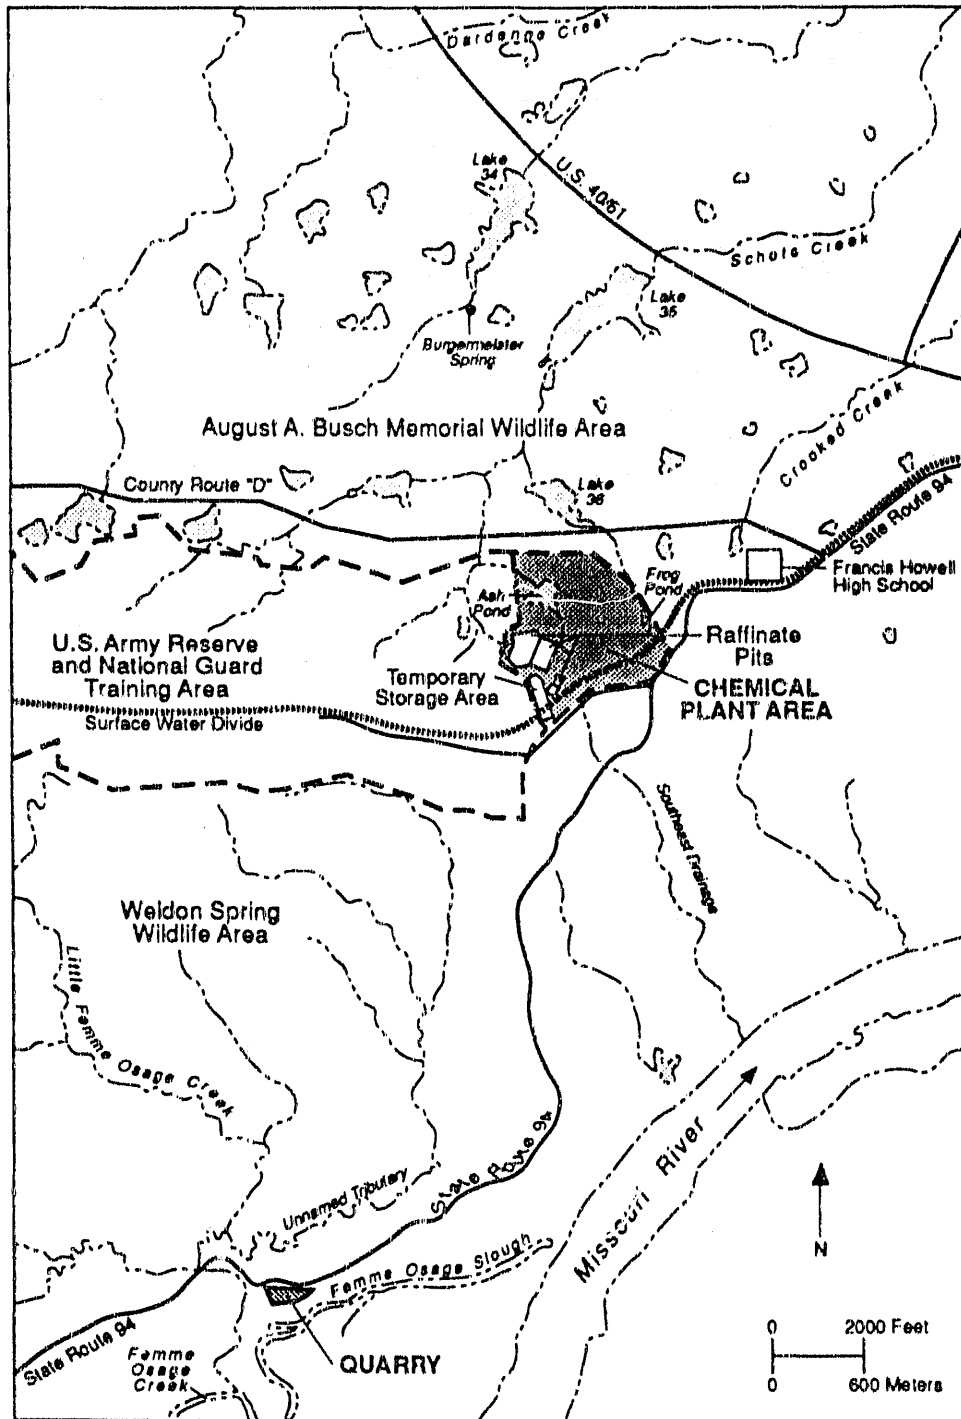 Dardenne Creek
Lake
34
U.S. 40/61
Schote Creek
Lake
35
Burgermeister
Spring
August A. Busch Memorial Wildlife Area
Crooked Creek
County Route "D"
Lake
36
State Route 94
Francis Howell
High School
Ash
Pond
Frog
Pond
U.S. Army Reserve
and National Guard
Training Area
Raffinate
Pits
Temporary
Storage Area
CHEMICAL
PLANT AREA
Surface Water Divide
Southeast Drainage
Weldon Spring
Wildlife Area
Little Femme Osage Creek
State Route 94
Missouri River
Unnamed Tributary
N
Femme Osage Slough
State Route 94
QUARRY
Femme
Osage
Creek
0 2000 Feet
0 600 Meters